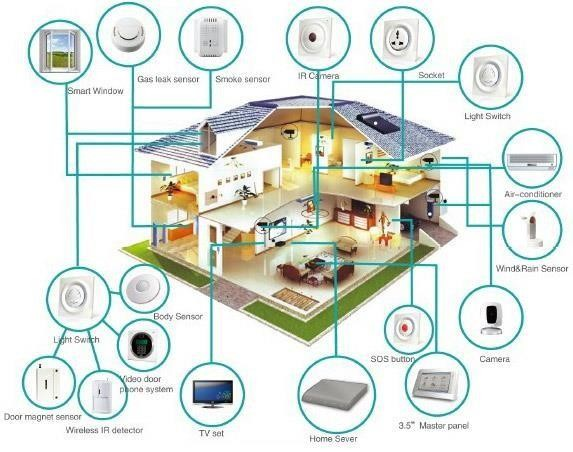 IR Camera
Socket
Gas leak sensor
Smoke sensor
Smart Window
Light Switch
Air-conditioner
Wind&Rain Sensor
Body Sensor
Light Switch
Camera
SOS button
Video door
phone system
Door magnet sensor
Wireless IR detector
TV set
Home Sever
3.5" Master panel